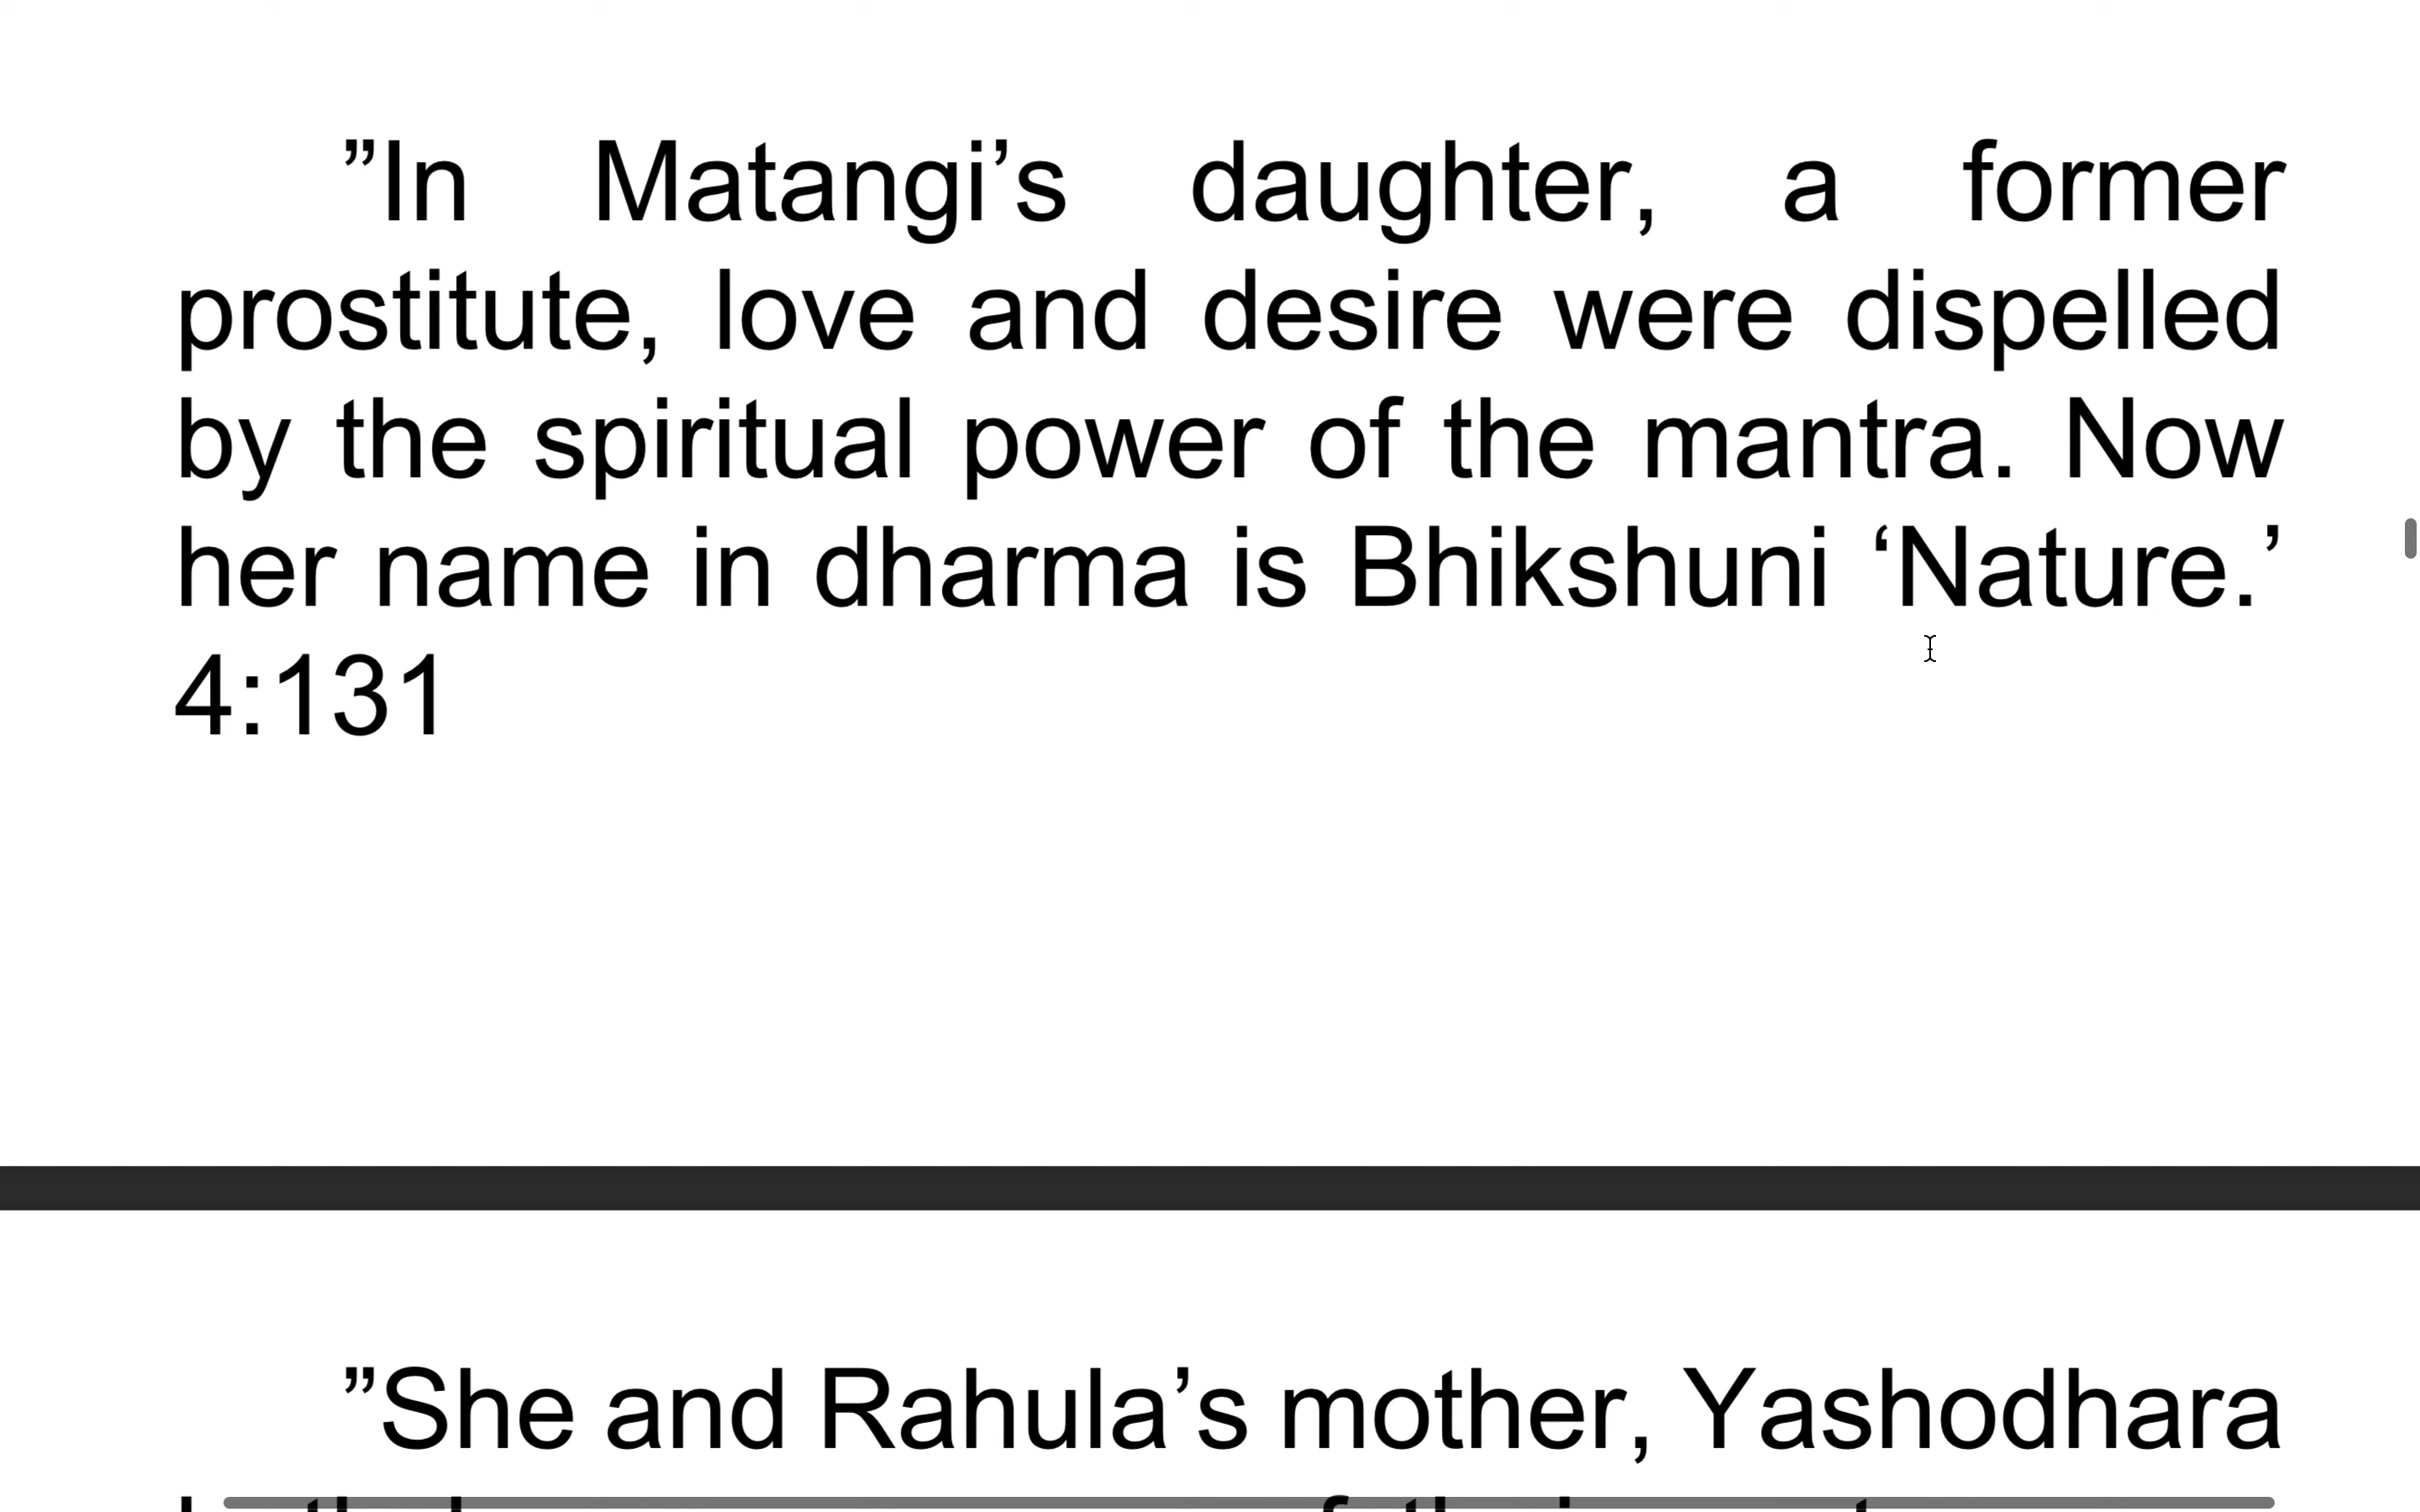 ”In Matangi’s daughter, a former
prostitute, love and desire were dispelled
by the spiritual power of the mantra. Now
her name in dharma is Bhikshuni ‘Nature.’
4:131
”She and Rahula’s mother, Yashodhara